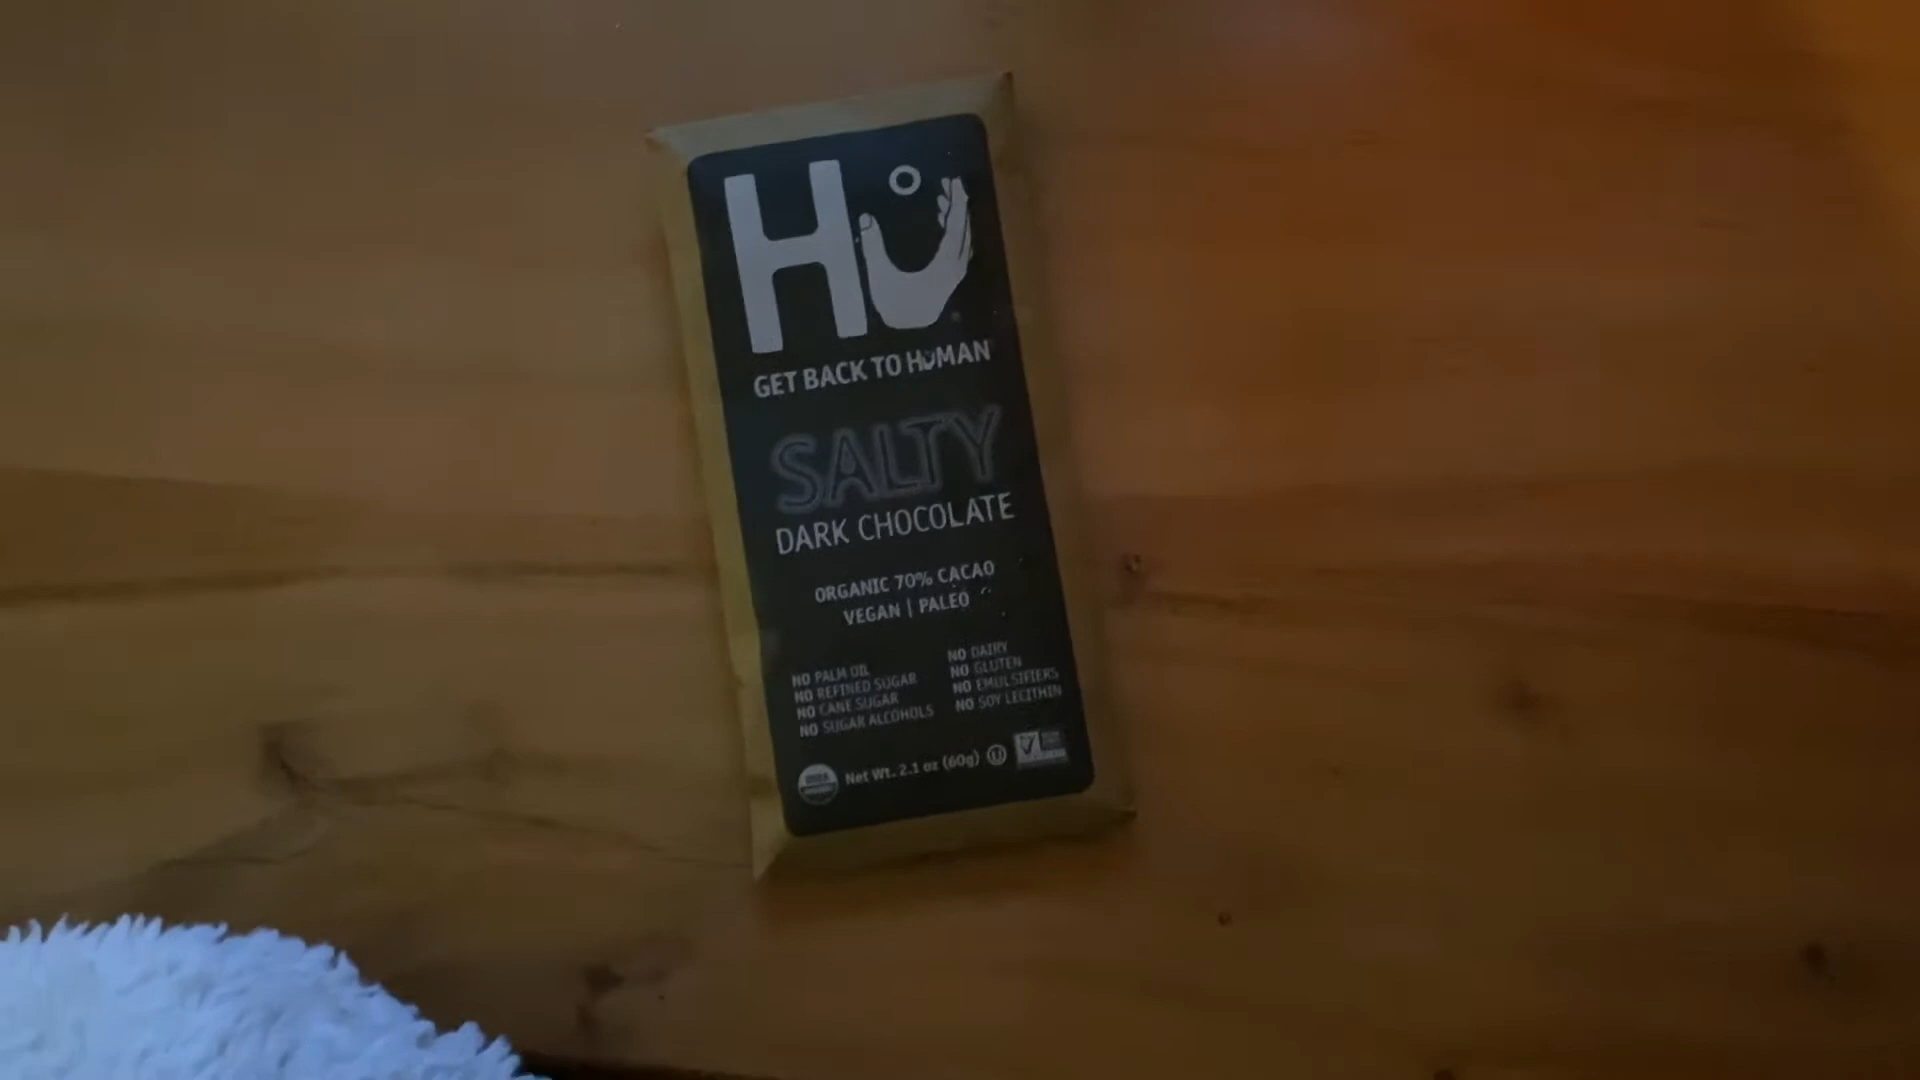 Hu
GET BACK TO HUMAN
SALTY
DARK CHOCOLATE
ORGANIC 70% CACAO
VEGAN | PALEO
NO PALM OIL
NO REFINED SUGAR
NO CANE SUGAR
NO SUGAR ALCOHOLS
NO DAIRY
NO GLUTEN
NO EMULSIFIERS
NO SOY LECITHIN
USDA
Net Wt. 2.1 oz (60g) U